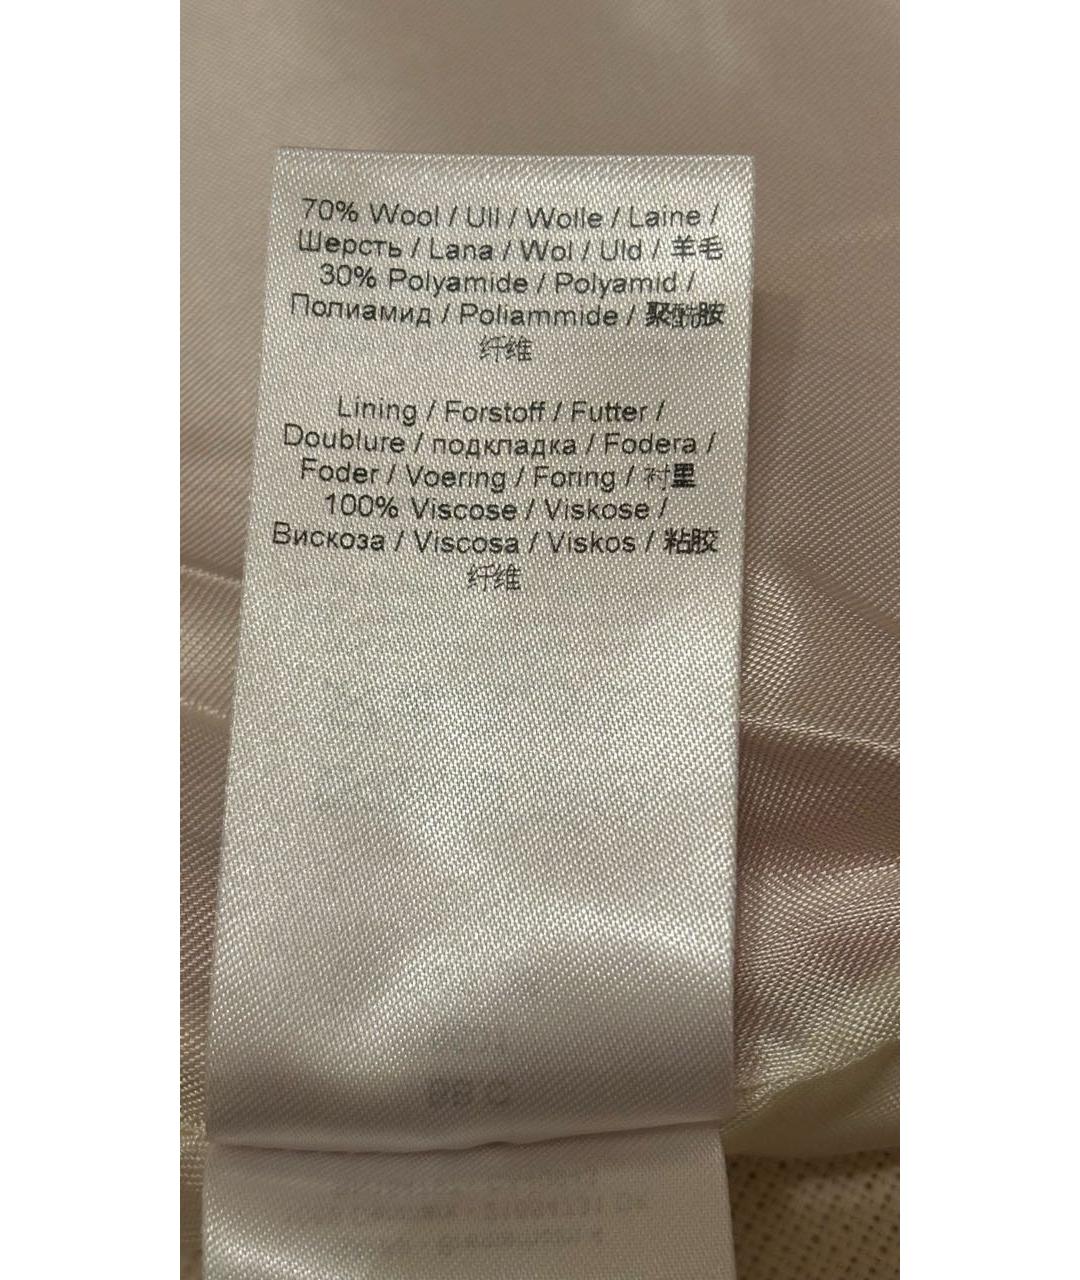 70% Wool / Ull / Wolle / Laine /
Шерсть / Lana / Wol / Uld / 羊毛
30% Polyamide / Polyamid /
Полиамид / Poliammide / 聚酰胺
纤维
Lining / Forstoff / Futter /
Doublure / подкладка / Fodera /
Foder / Voering / Foring / 衬里
100% Viscose / Viskose /
Вискоза / Viscosa / Viskos / 粘胶
纤维